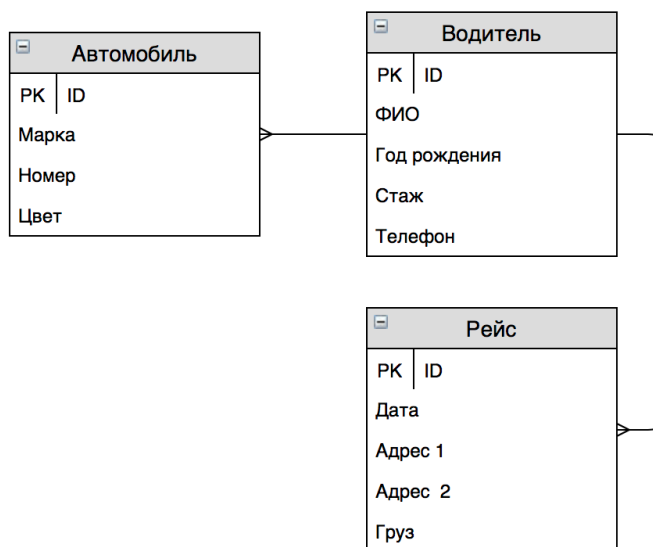 Автомобиль
PK ID
Марка
Номер
Цвет
Водитель
PK ID
ФИО
Год рождения
Стаж
Телефон
Рейс
PK ID
Дата
Адрес 1
Адрес 2
Груз